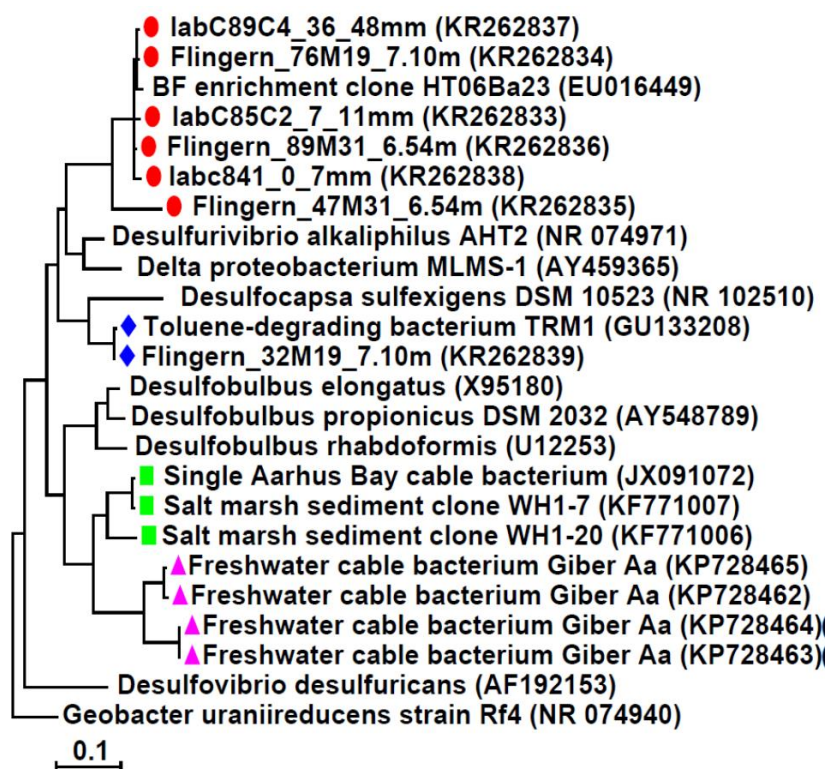 labC89C4_36_48mm (KR262837)
Flingern_76M19_7.10m (KR262834)
BF enrichment clone HT06Ba23 (EU016449)
labC85C2_7_11mm (KR262833)
Flingern_89M31_6.54m (KR262836)
labc841_0_7mm (KR262838)
Flingern_47M31_6.54m (KR262835)
Desulfurivibrio alkaliphilus AHT2 (NR 074971)
Delta proteobacterium MLMS-1 (AY459365)
Desulfocapsa sulfexigens DSM 10523 (NR 102510)
Toluene-degrading bacterium TRM1 (GU133208)
Flingern_32M19_7.10m (KR262839)
Desulfobulbus elongatus (X95180)
Desulfobulbus propionicus DSM 2032 (AY548789)
Desulfobulbus rhabdoformis (U12253)
Single Aarhus Bay cable bacterium (JX091072)
Salt marsh sediment clone WH1-7 (KF771007)
Salt marsh sediment clone WH1-20 (KF771006)
Freshwater cable bacterium Giber Aa (KP728465)
Freshwater cable bacterium Giber Aa (KP728462)
Freshwater cable bacterium Giber Aa (KP728464)(
Freshwater cable bacterium Giber Aa (KP728463)(
Desulfovibrio desulfuricans (AF192153)
Geobacter uraniireducens strain Rf4 (NR 074940)
0.1